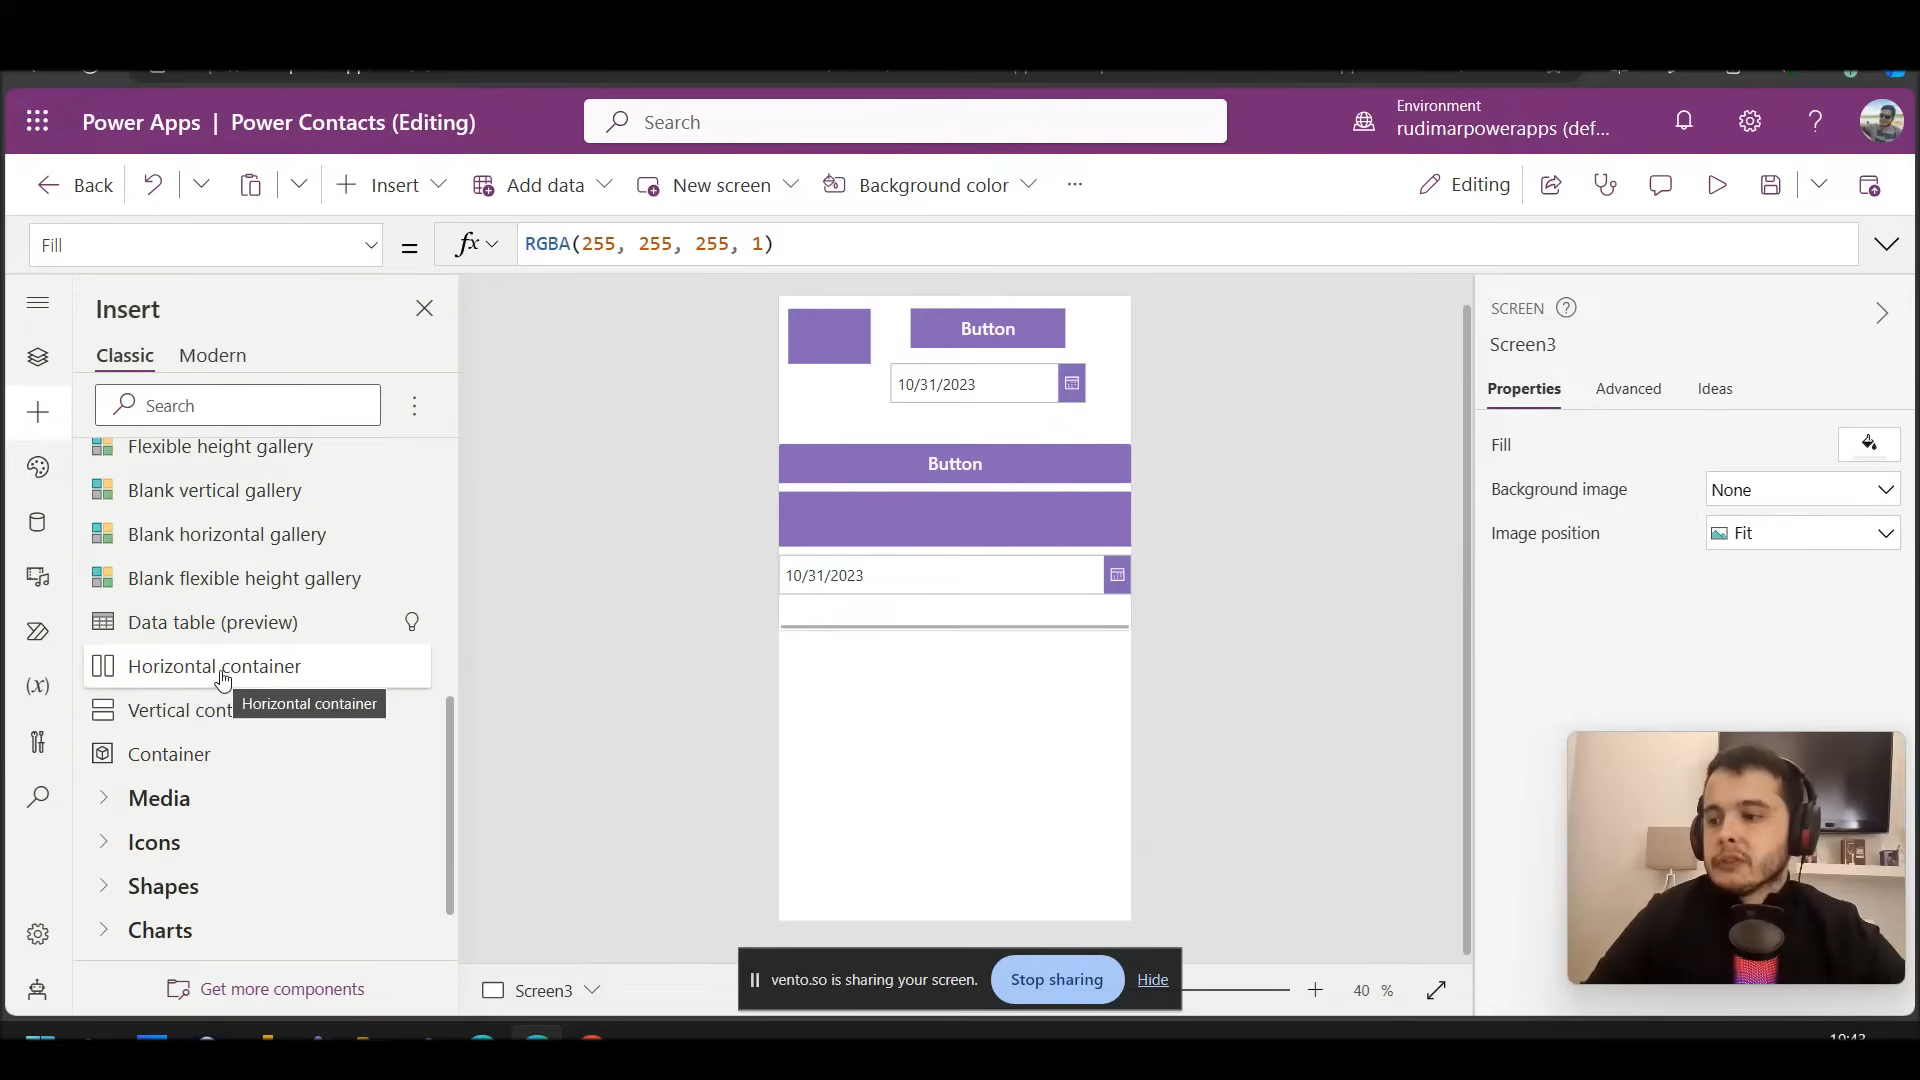 Power Apps | Power Contacts (Editing)
Search
Environment
rudimarpowerapps (def...
Back
Insert
Add data
New screen
Background color
...
Editing
Fill
=
fx
RGBA(255, 255, 255, 1)
Insert
Classic
Modern
Search
Flexible height gallery
Blank vertical gallery
Blank horizontal gallery
Blank flexible height gallery
Data table (preview)
Horizontal container
Horizontal container
Vertical cont
Container
Media
Icons
Shapes
Charts
Get more components
(x)
Button
10/31/2023
Button
10/31/2023
Screen3
vento.so is sharing your screen.
Stop sharing
Hide
40 %
SCREEN
Screen3
Properties
Advanced
Ideas
Fill
Background image
None
Image position
Fit